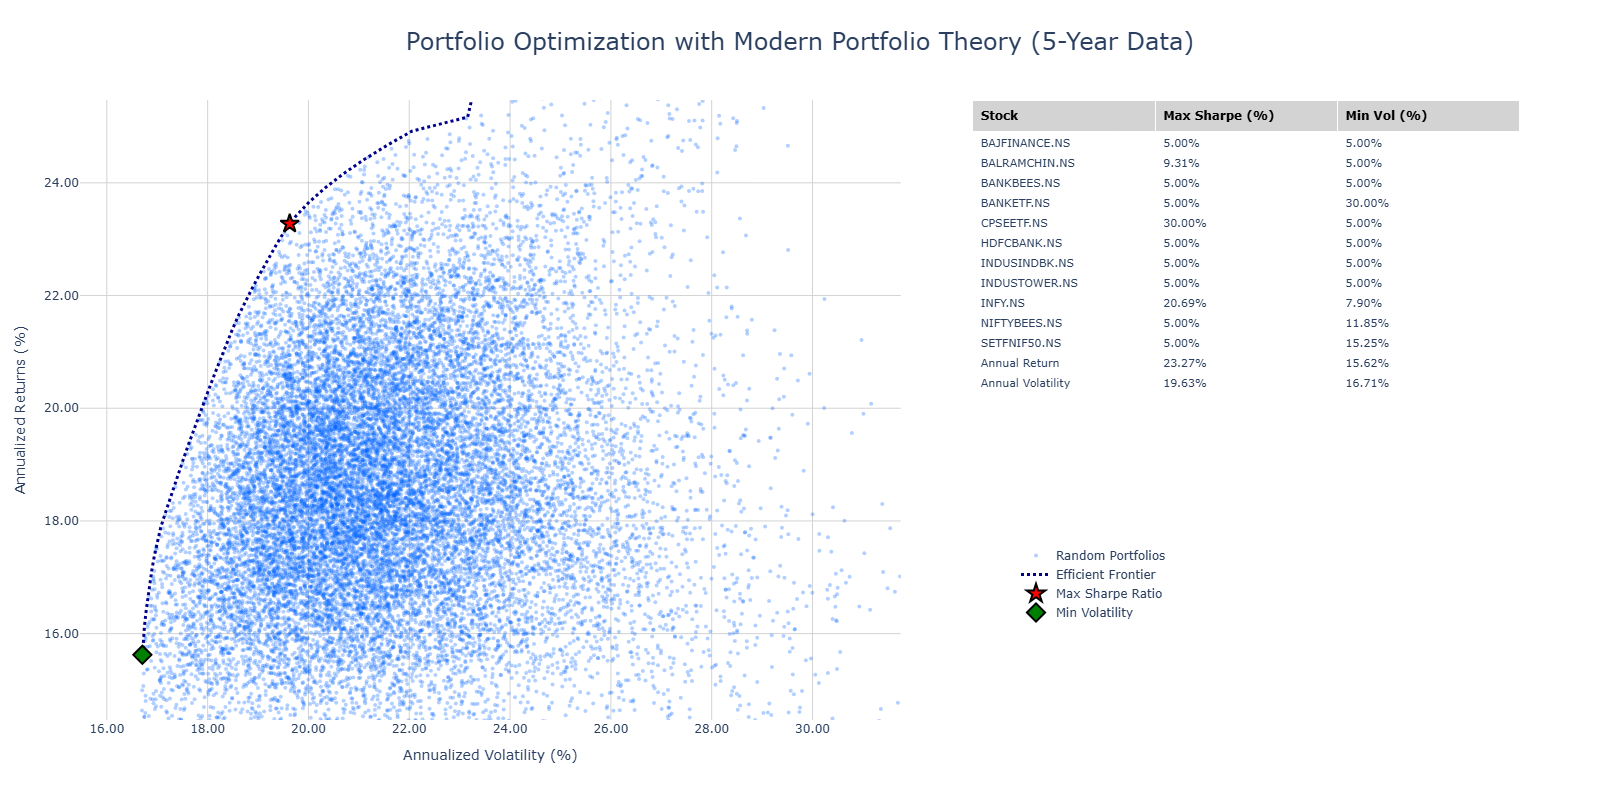 Portfolio Optimization with Modern Portfolio Theory (5-Year Data)
Annualized Returns (%)
24.00
22.00
20.00
18.00
16.00
16.00 18.00 20.00 22.00 24.00 26.00 28.00 30.00
Annualized Volatility (%)
Stock Max Sharpe (%) Min Vol (%)
BAJFINANCE.NS 5.00% 5.00%
BALRAMCHIN.NS 9.31% 5.00%
BANKBEES.NS 5.00% 5.00%
BANKETF.NS 5.00% 30.00%
CPSEETF.NS 30.00% 5.00%
HDFCBANK.NS 5.00% 5.00%
INDUSINDBK.NS 5.00% 5.00%
INDUSTOWER.NS 5.00% 5.00%
INFY.NS 20.69% 7.90%
NIFTYBEES.NS 5.00% 11.85%
SETFNIF50.NS 5.00% 15.25%
Annual Return 23.27% 15.62%
Annual Volatility 19.63% 16.71%
Random Portfolios
Efficient Frontier
Max Sharpe Ratio
Min Volatility